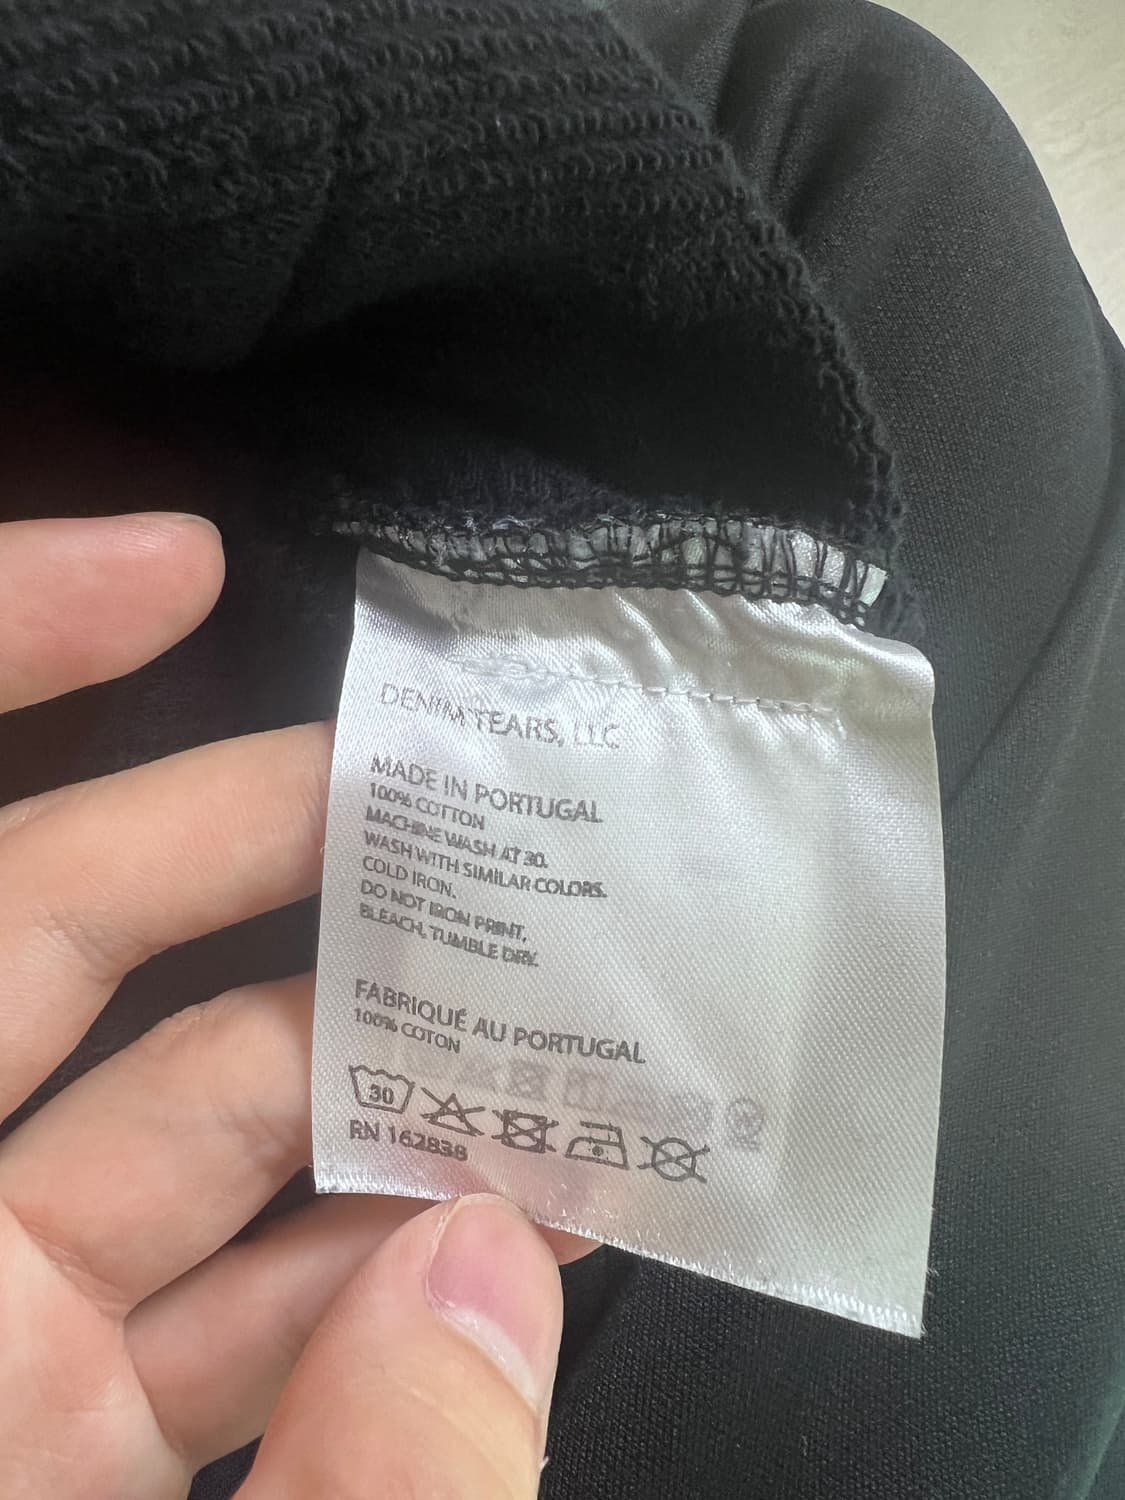 DENIM TEARS, LLC
MADE IN PORTUGAL
100% COTTON
MACHINE WASH AT 30.
WASH WITH SIMILAR COLORS.
COLD IRON.
DO NOT IRON PRINT,
BLEACH, TUMBLE DRY.
FABRIQUÉ AU PORTUGAL
100% COTON
30
RN 162838